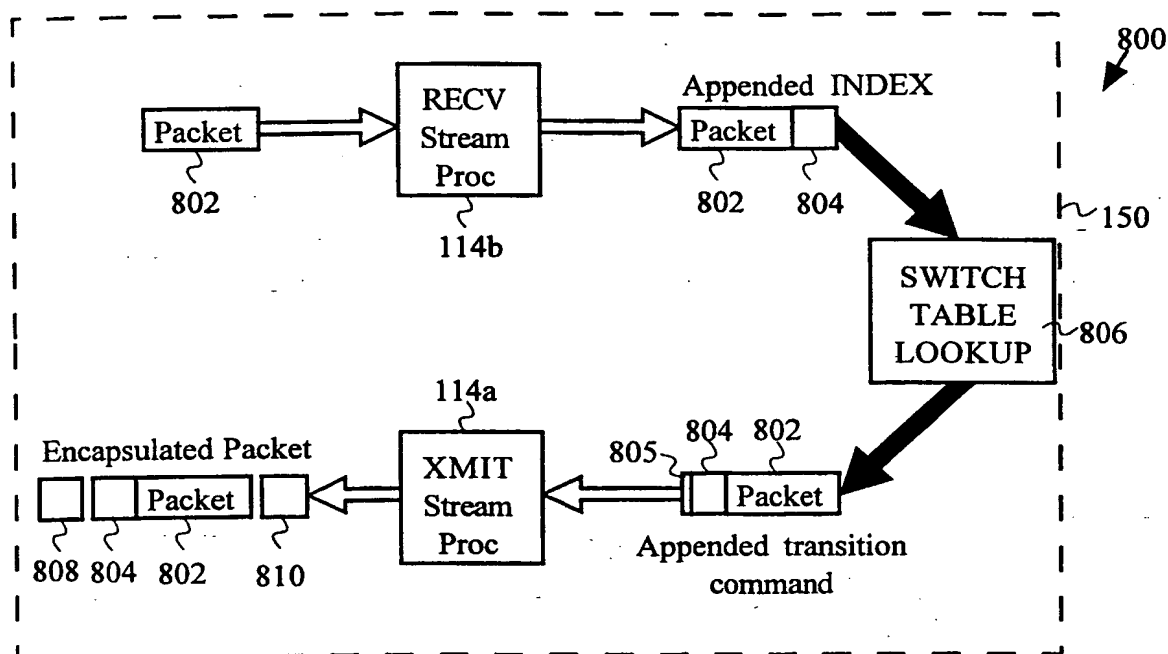 800
Packet
802
RECV
Stream
Proc
114b
Appended INDEX
Packet
802
804
150
SWITCH
TABLE
LOOKUP
806
Encapsulated Packet
808
804
Packet
802
810
114a
XMIT
Stream
Proc
805
804
802
Packet
Appended transition
command